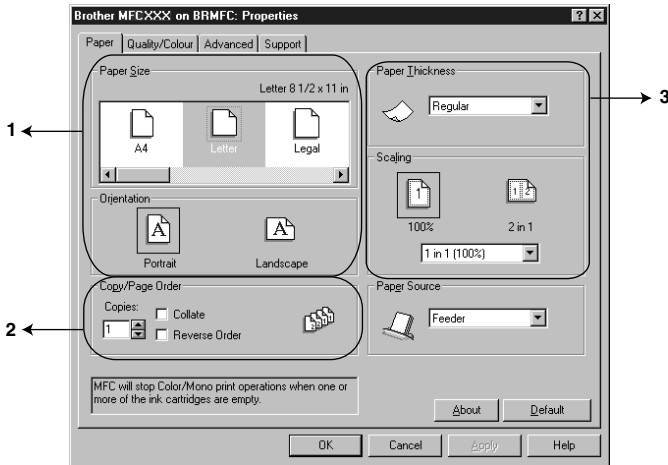 Brother MFCXXX on BRMFC: Properties
Paper Quality/Colour Advanced Support
Paper Size
Letter 8 1/2 x 11 in
A4 Letter Legal
Orientation
Portrait Landscape
1
Copy/Page Order
Copies:
1
Collate
Reverse Order
2
Paper Thickness
Regular
Scaling
100% 2 in 1
1 in 1 (100%)
3
Paper Source
Feeder
MFC will stop Color/Mono print operations when one or
more of the ink cartridges are empty.
About Default
OK Cancel Apply Help